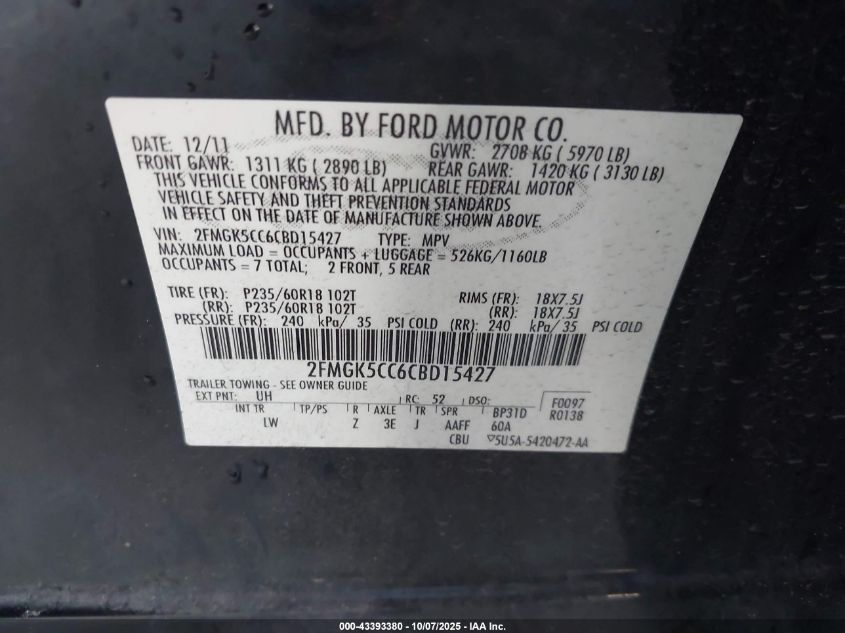 MFD. BY FORD MOTOR CO.
DATE: 12/11 GVWR: 2708 KG ( 5970 LB)
FRONT GAWR: 1311 KG ( 2890 LB) REAR GAWR: 1420 KG ( 3130 LB)
THIS VEHICLE CONFORMS TO ALL APPLICABLE FEDERAL MOTOR
VEHICLE SAFETY AND THEFT PREVENTION STANDARDS
IN EFFECT ON THE DATE OF MANUFACTURE SHOWN ABOVE.
VIN: 2FMGK5CC6CBD15427 TYPE: MPV
MAXIMUM LOAD = OCCUPANTS + LUGGAGE = 526KG/1160LB
OCCUPANTS = 7 TOTAL; 2 FRONT, 5 REAR
TIRE (FR): P235/60R18 102T RIMS (FR): 18X7.5J
(RR): P235/60R18 102T (RR): 18X7.5J
PRESSURE (FR): 240 kPa/ 35 PSI COLD (RR): 240 kPa/ 35 PSI COLD
2FMGK5CC6CBD15427
TRAILER TOWING - SEE OWNER GUIDE
EXT PNT: UH RC: 52 DSO: F0097
INT TR TP/PS R AXLE TR SPR BP31D R0138
LW Z 3E J AAFF 60A
CBU 5U5A-5420472-AA
000-43393380 - 10/07/2025 - IAA Inc.